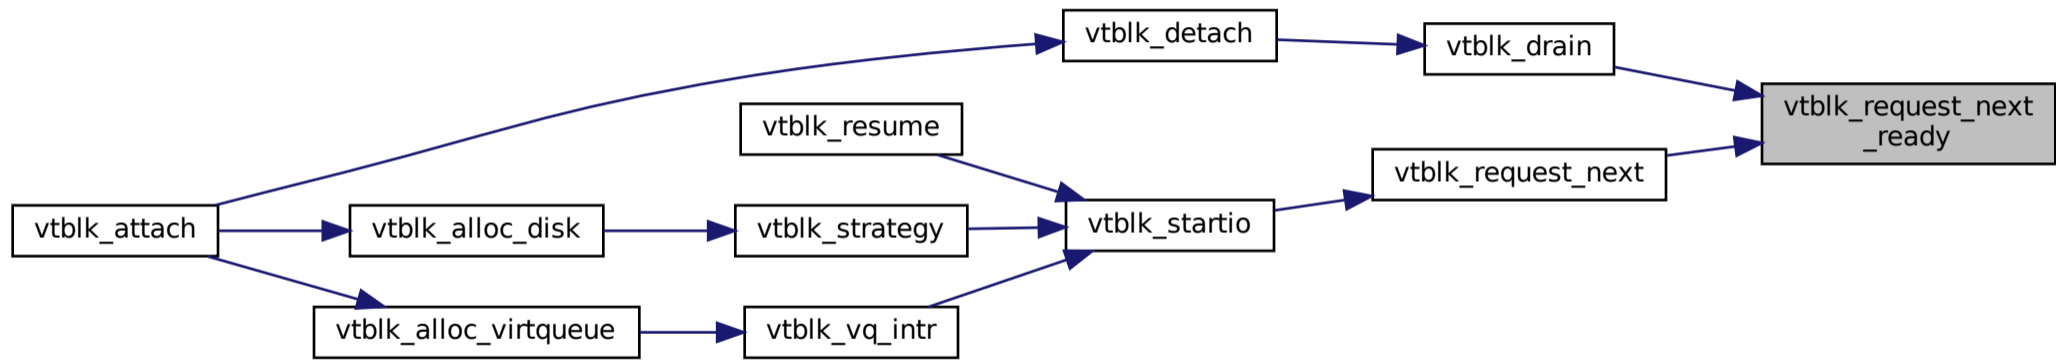 vtblk_detach
vtblk_drain
vtblk_request_next
_ready
vtblk_resume
vtblk_request_next
vtblk_attach
vtblk_alloc_disk
vtblk_strategy
vtblk_startio
vtblk_alloc_virtqueue
vtblk_vq_intr